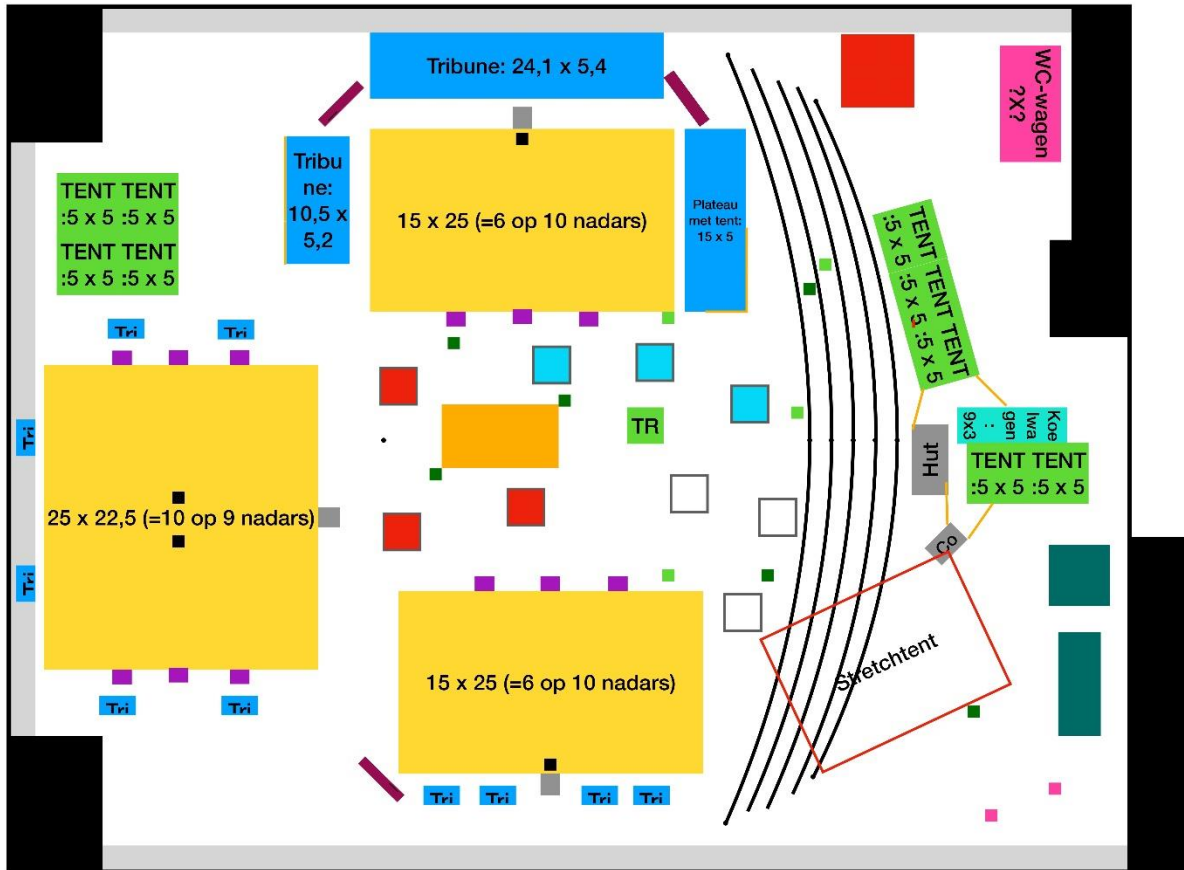 Tribune: 24,1 x 5,4
WC-wagen
?X?
Tribu
ne:
10,5 x
5,2
15 x 25 (=6 op 10 nadars)
Plateau
met tent:
15 x 5
TENT TENT
:5 x 5 :5 x 5
TENT TENT
:5 x 5 :5 x 5
TENT TENT TENT
:5 x 5 :5 x 5 :5 x 5
Tri
Tri
Tri
TR
Hut
Koe
lwa
gen
:
9x3
TENT TENT
:5 x 5 :5 x 5
25 x 22,5 (=10 op 9 nadars)
Co
Tri
Stretchtent
15 x 25 (=6 op 10 nadars)
Tri
Tri
Tri
Tri
Tri
Tri